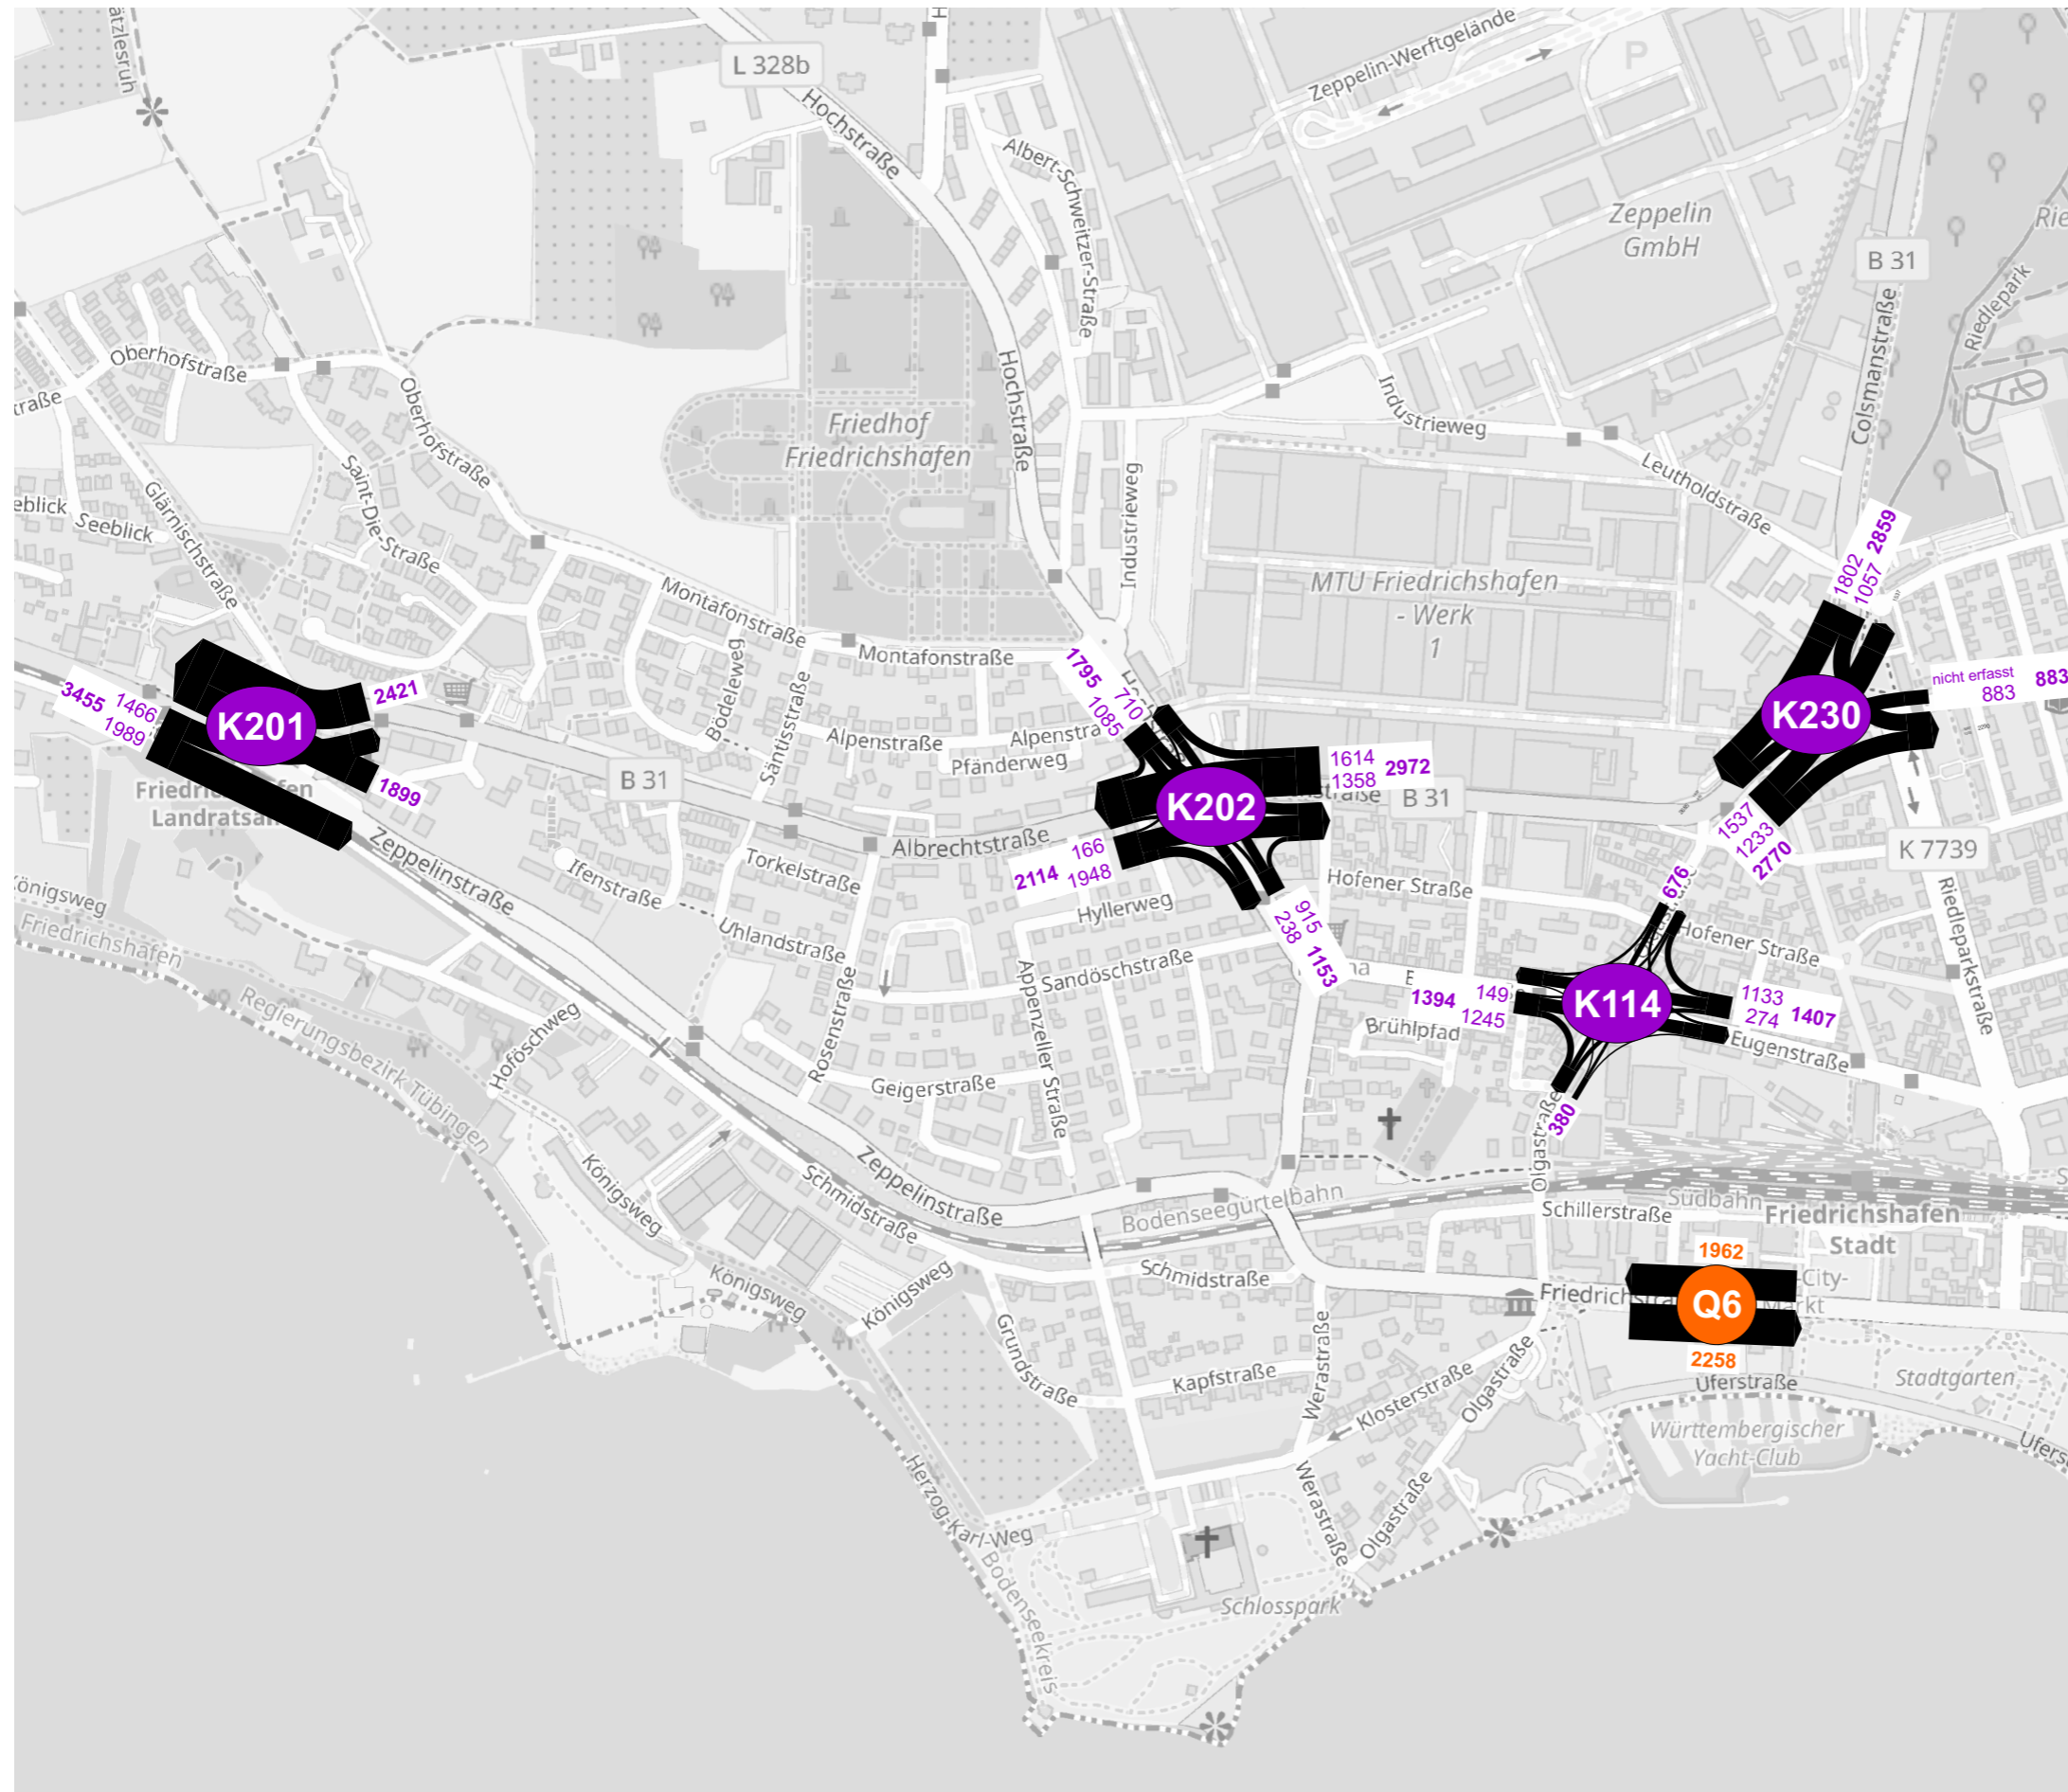 L 328b
Hochstraße
Zeppelin-Werftgelände
P
Albert-Schweitzer-Straße
Zeppelin
GmbH
B 31
Riedlepark
Colsmanstraße
Oberhofstraße
Oberhofstraße
Hochstraße
Friedhof
Friedrichshafen
Industrieweg
P
Leutholdstraße
Saint-Die-Straße
Glärnischstraße
Seeblick
Industrieweg
P
MTU Friedrichshafen
- Werk
1
1802
1057
2859
Montafonstraße
Montafonstraße
Bödeleweg
Säntisstraße
Alpenstraße
Pfänderweg
nicht erfasst
883
883
K230
1537
1233
2770
K201
3455
1466
1989
2421
1899
Friedrichshafen
B 31
1795
710
1085
K202
1614
1358
2972
B 31
166
1948
2114
915
238
1153
K 7739
Albrechtstraße
Torkelstraße
Ifenstraße
Uhlandstraße
Zeppelinstraße
Königsweg
Friedrichshafen
Hyllerweg
Hofener Straße
Hofener Straße
Riedleparkstraße
676
K114
1394
149
1245
1133
274
1407
380
Eugenstraße
Brühlpfad
Sandöschstraße
Appenzeller Straße
Rosenstraße
Geigerstraße
Regierungsbezirk Tübingen
Hoföschweg
Königsweg
Schmidstraße
Zeppelinstraße
Bodenseegürtelbahn
Olgastraße
Schillerstraße
Südbahn
Friedrichshafen
Stadt
1962
Q6
2258
-City-
Markt
Uferstraße
Stadtgarten
Württembergischer
Yacht-Club
Schmidstraße
Königsweg
Königsweg
Grundstraße
Kapfstraße
Werastraße
Klosterstraße
Olgastraße
Herzog-Karl-Weg
Werastraße
Olgastraße
Bodenseekreis
Schlosspark